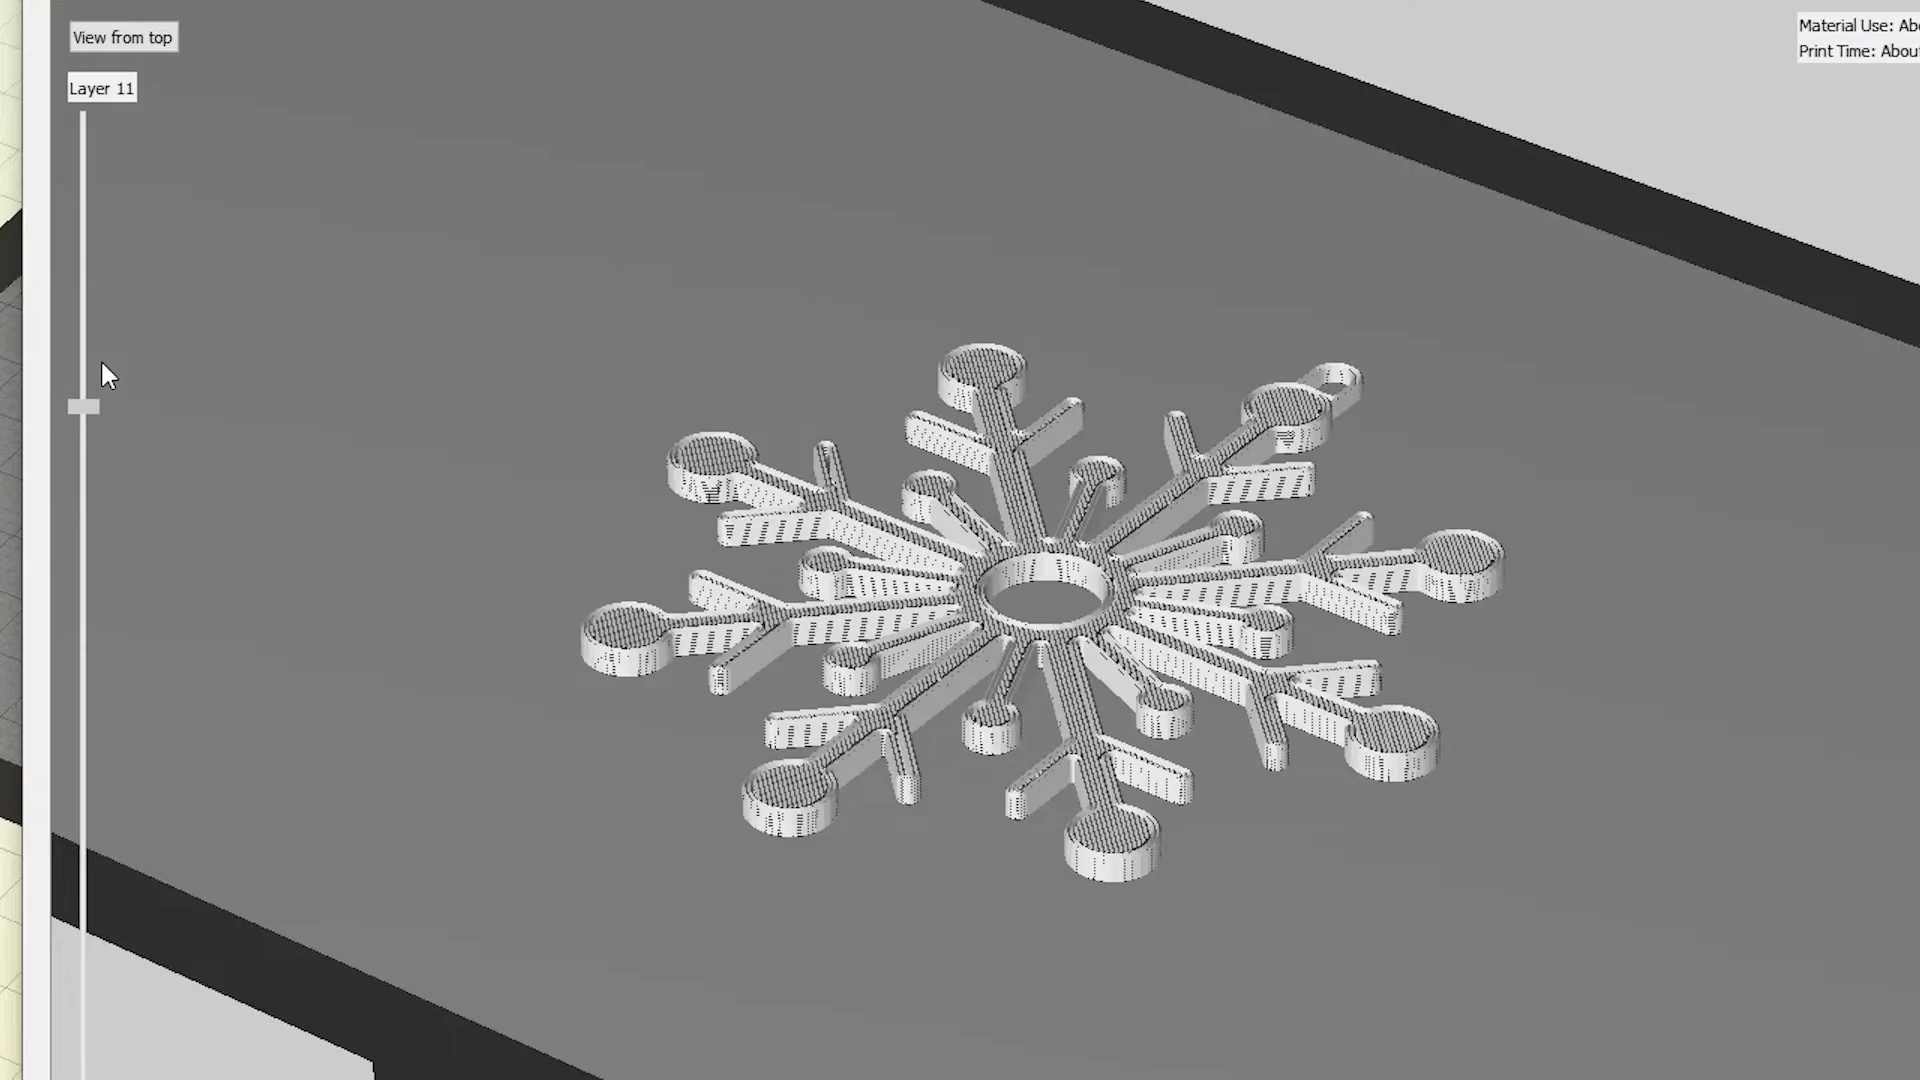 View from top
Layer 11
Material Use:
Print Time: